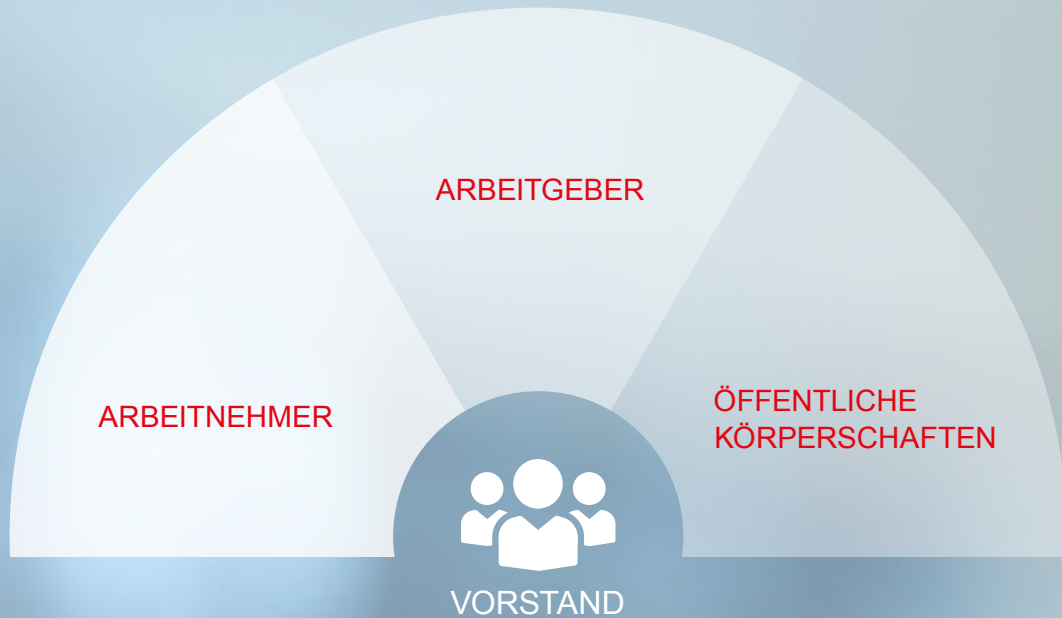 ARBEITGEBER
ARBEITNEHMER
ÖFFENTLICHE
KÖRPERSCHAFTEN
VORSTAND